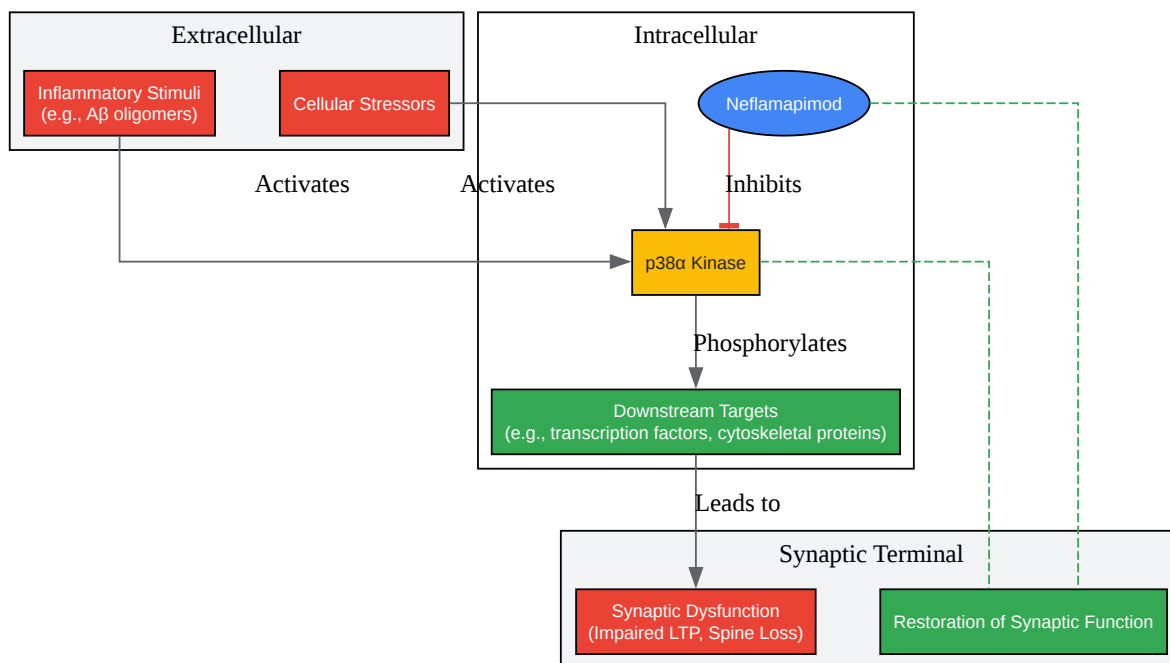 Extracellular
Intracellular
Inflammatory Stimuli
(e.g., Aβ oligomers)
Cellular Stressors
Neflamapimod
Activates
Activates
Inhibits
p38α Kinase
Phosphorylates
Downstream Targets
(e.g., transcription factors, cytoskeletal proteins)
Leads to
Synaptic Terminal
Synaptic Dysfunction
(Impaired LTP, Spine Loss)
Restoration of Synaptic Function